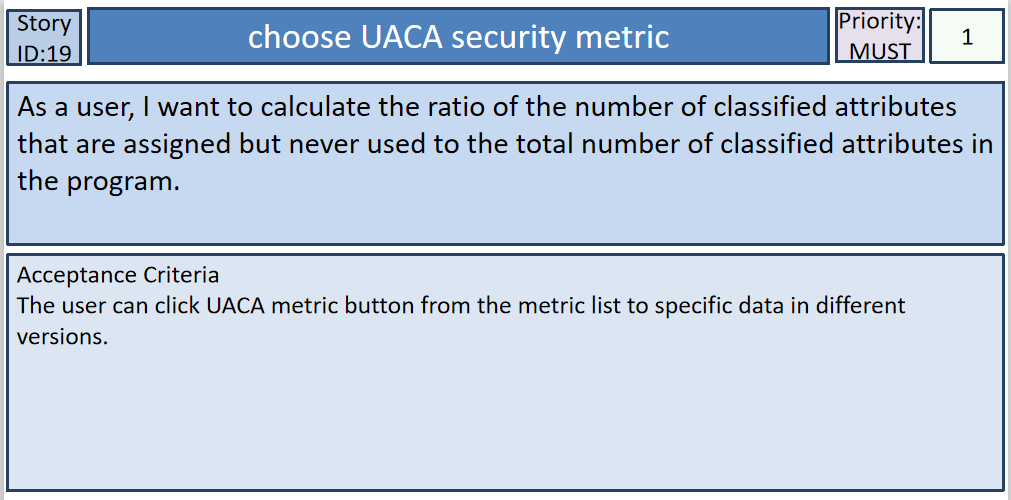 Story
ID:19
choose UACA security metric
Priority:
MUST
1
As a user, I want to calculate the ratio of the number of classified attributes
that are assigned but never used to the total number of classified attributes in
the program.
Acceptance Criteria
The user can click UACA metric button from the metric list to specific data in different
versions.